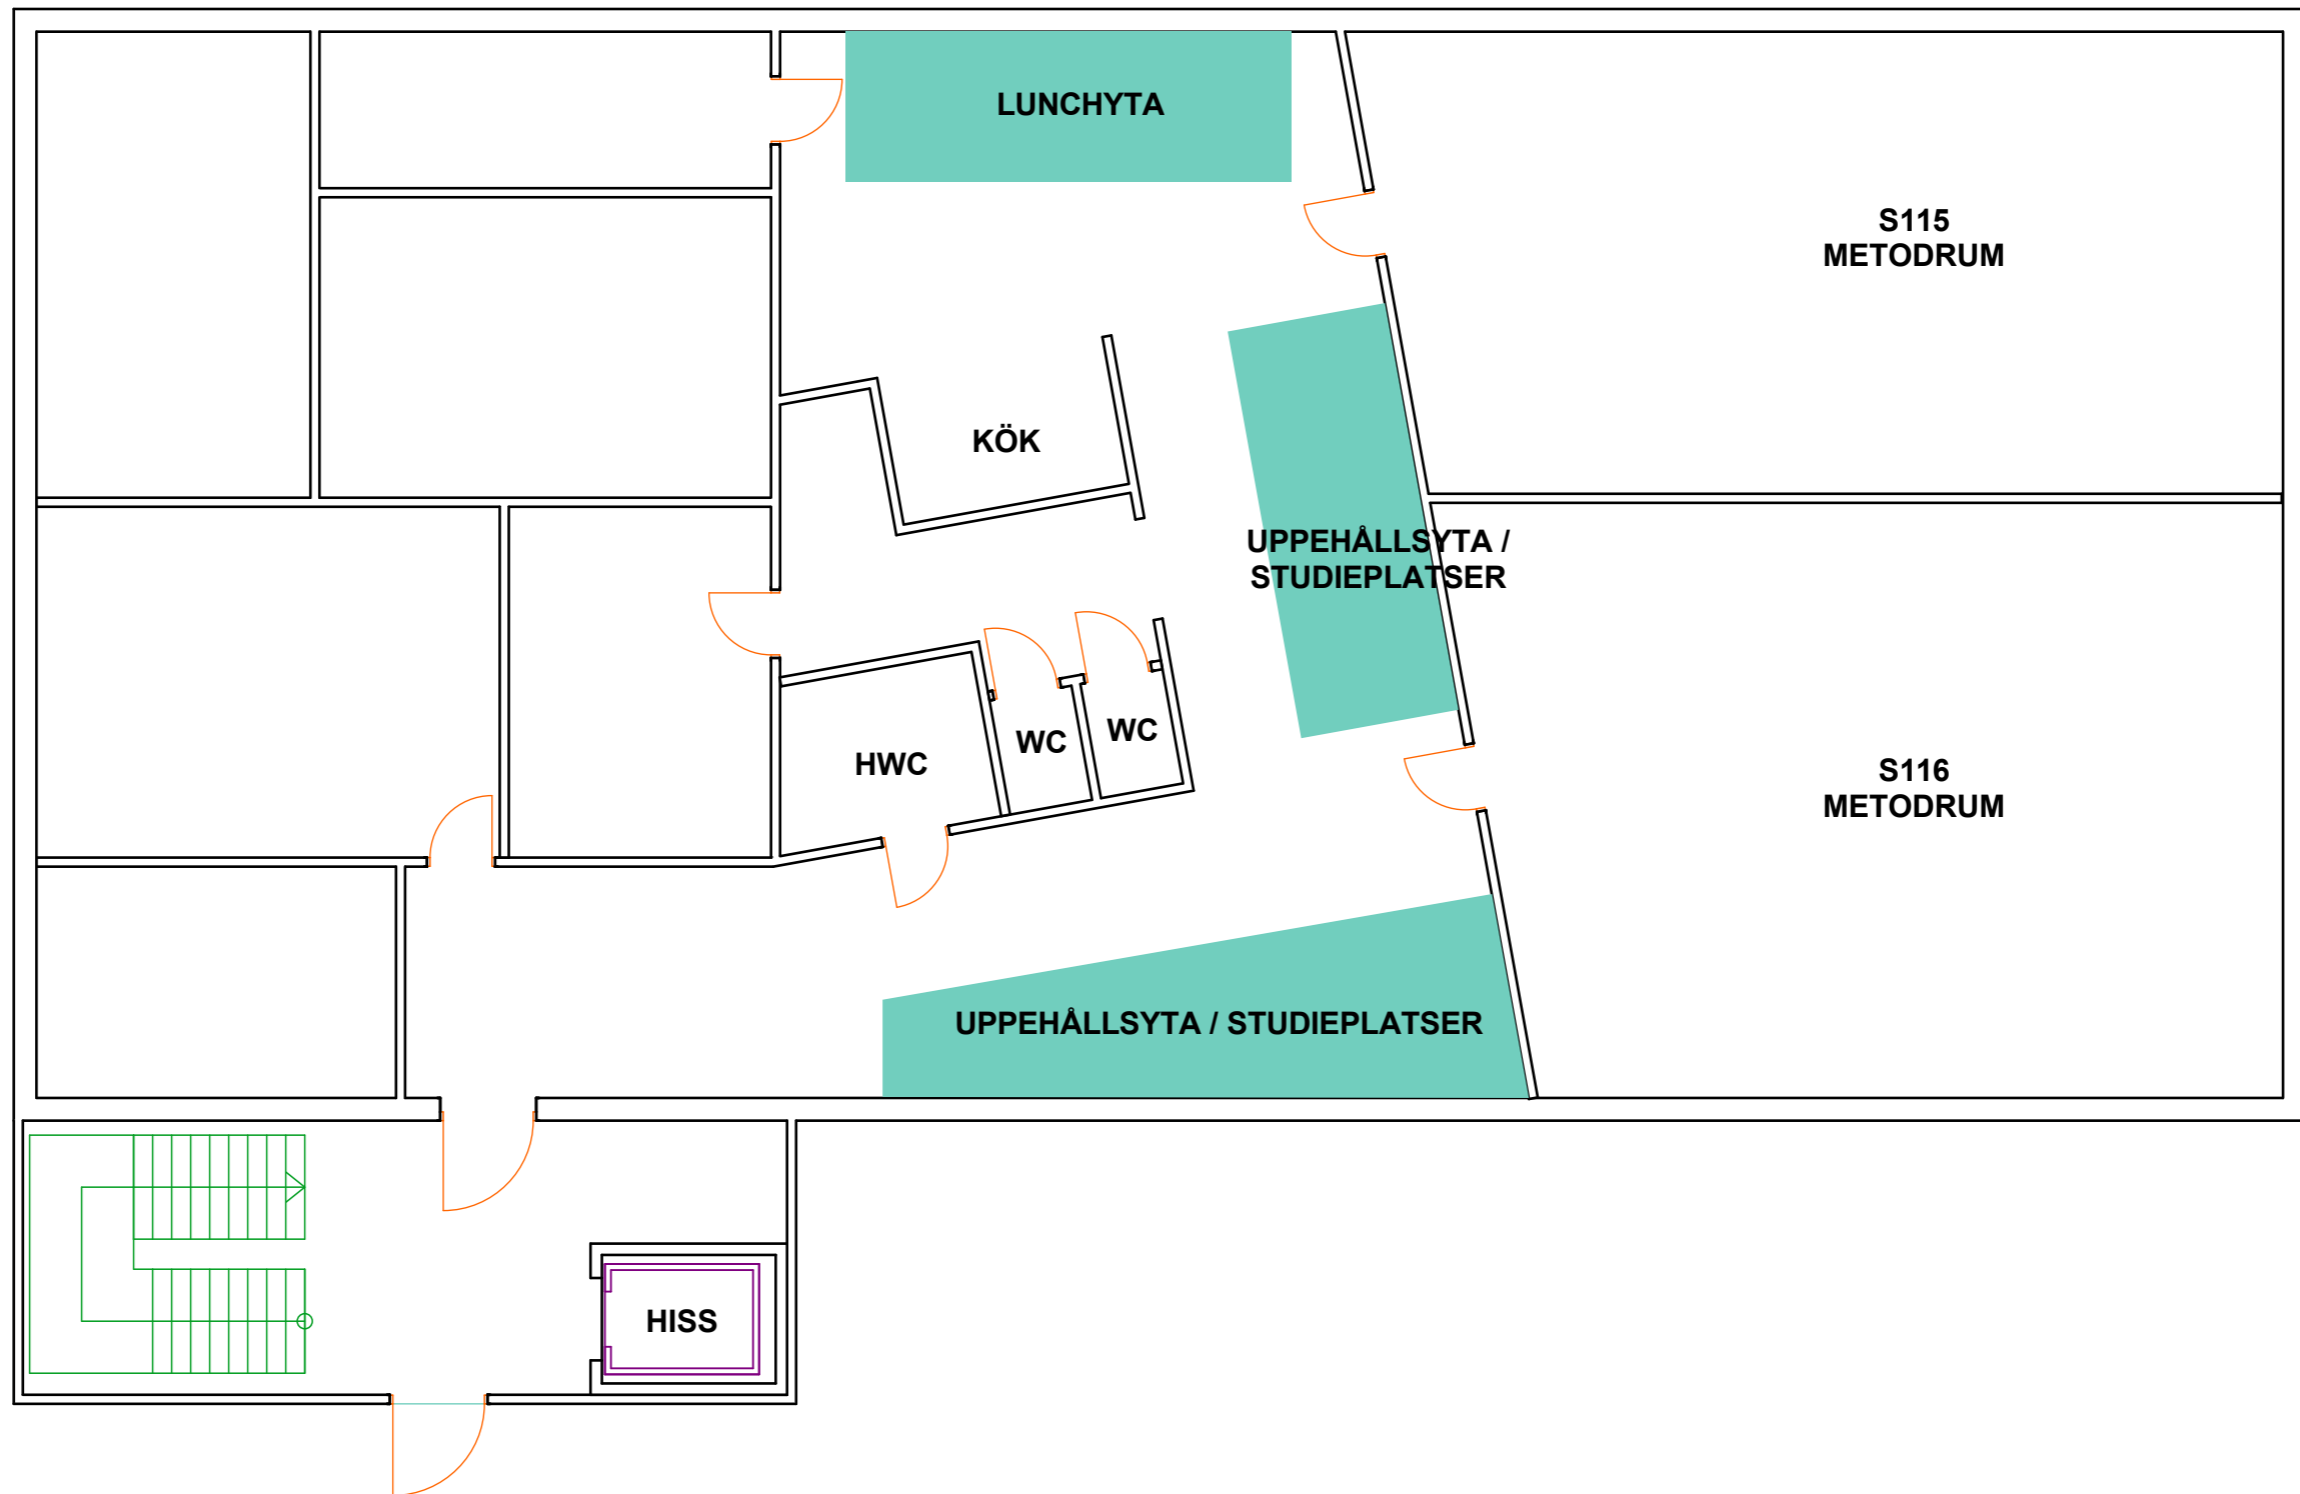 LUNCHYTA
S115
METODRUM
KÖK
UPPEHÅLLSYTA /
STUDIEPLATSER
WC
WC
HWC
S116
METODRUM
UPPEHÅLLSYTA / STUDIEPLATSER
HISS